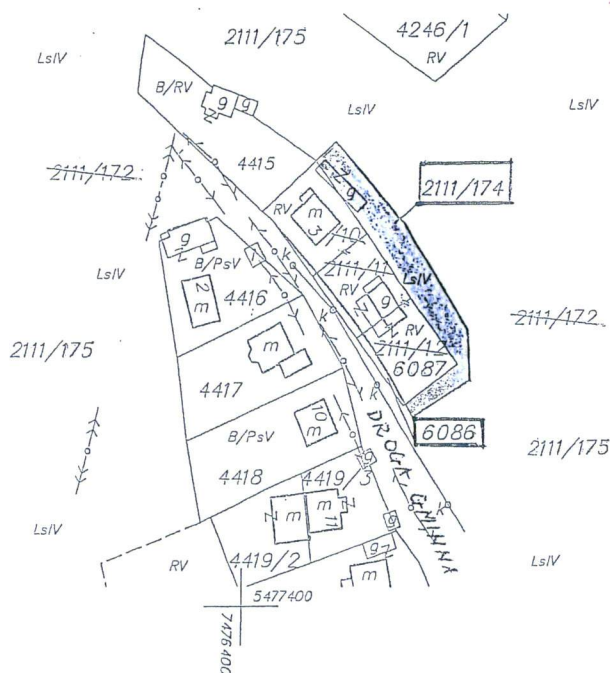 2111/175
4246/1
LsIV
RV
B/RV
g
g
LsIV
LsIV
4415
2111/172
g
2111/174
RV
m
3
10
g
B/PsV
k
2111/11
LsIV
LsIV
2
m
4416
RV
g
k
RV
2111/172
2111/175
2111/12
6087
4417
k
10
m
B/PsV
DROGA GMINNA
6086
2111/175
4418
4419/3
g
m
m
11
k
LsIV
g
RV
4419/2
g
m
LsIV
5477400
7476400